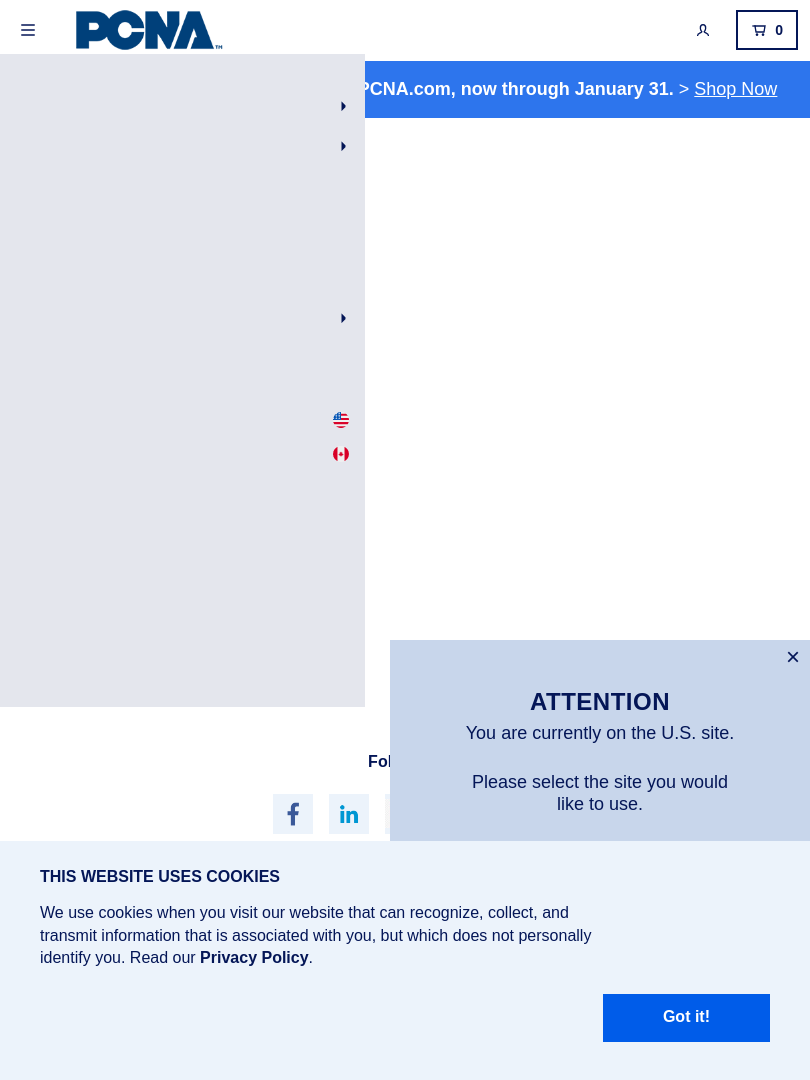 PCNA™
0
PCNA.com, now through January 31. > Shop Now
×
ATTENTION
You are currently on the U.S. site.
Please select the site you would
like to use.
THIS WEBSITE USES COOKIES
We use cookies when you visit our website that can recognize, collect, and
transmit information that is associated with you, but which does not personally
identify you. Read our Privacy Policy.
Got it!